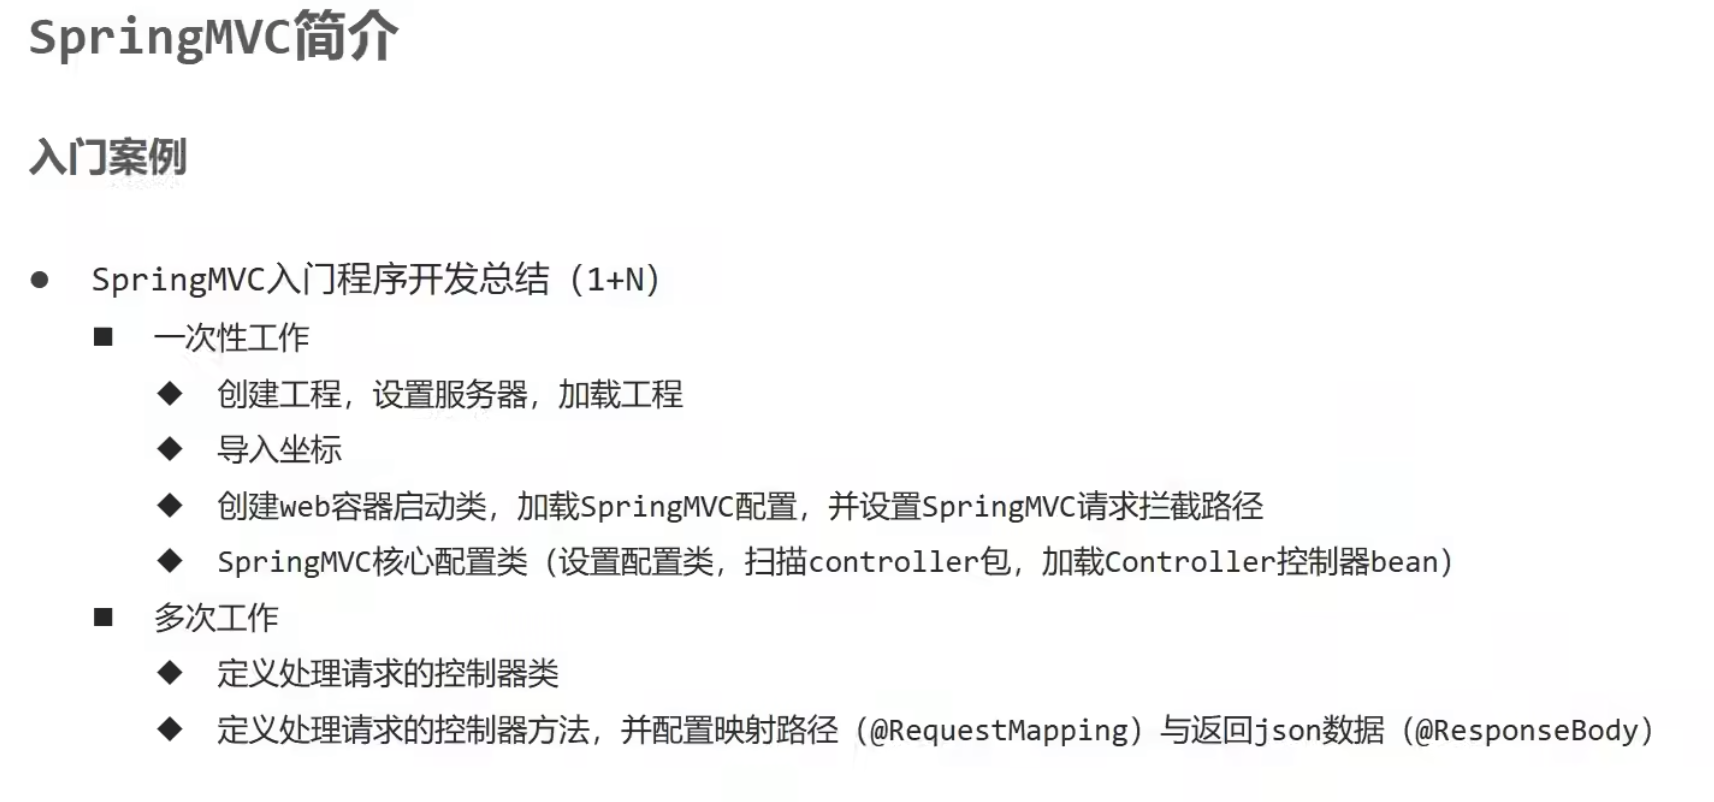 SpringMVC简介
入门案例
● SpringMVC入门程序开发总结（1+N）
■ 一次性工作
◆ 创建工程，设置服务器，加载工程
◆ 导入坐标
◆ 创建web容器启动类，加载SpringMVC配置，并设置SpringMVC请求拦截路径
◆ SpringMVC核心配置类（设置配置类，扫描controller包，加载Controller控制器bean）
■ 多次工作
◆ 定义处理请求的控制器类
◆ 定义处理请求的控制器方法，并配置映射路径（@RequestMapping）与返回json数据（@ResponseBody）